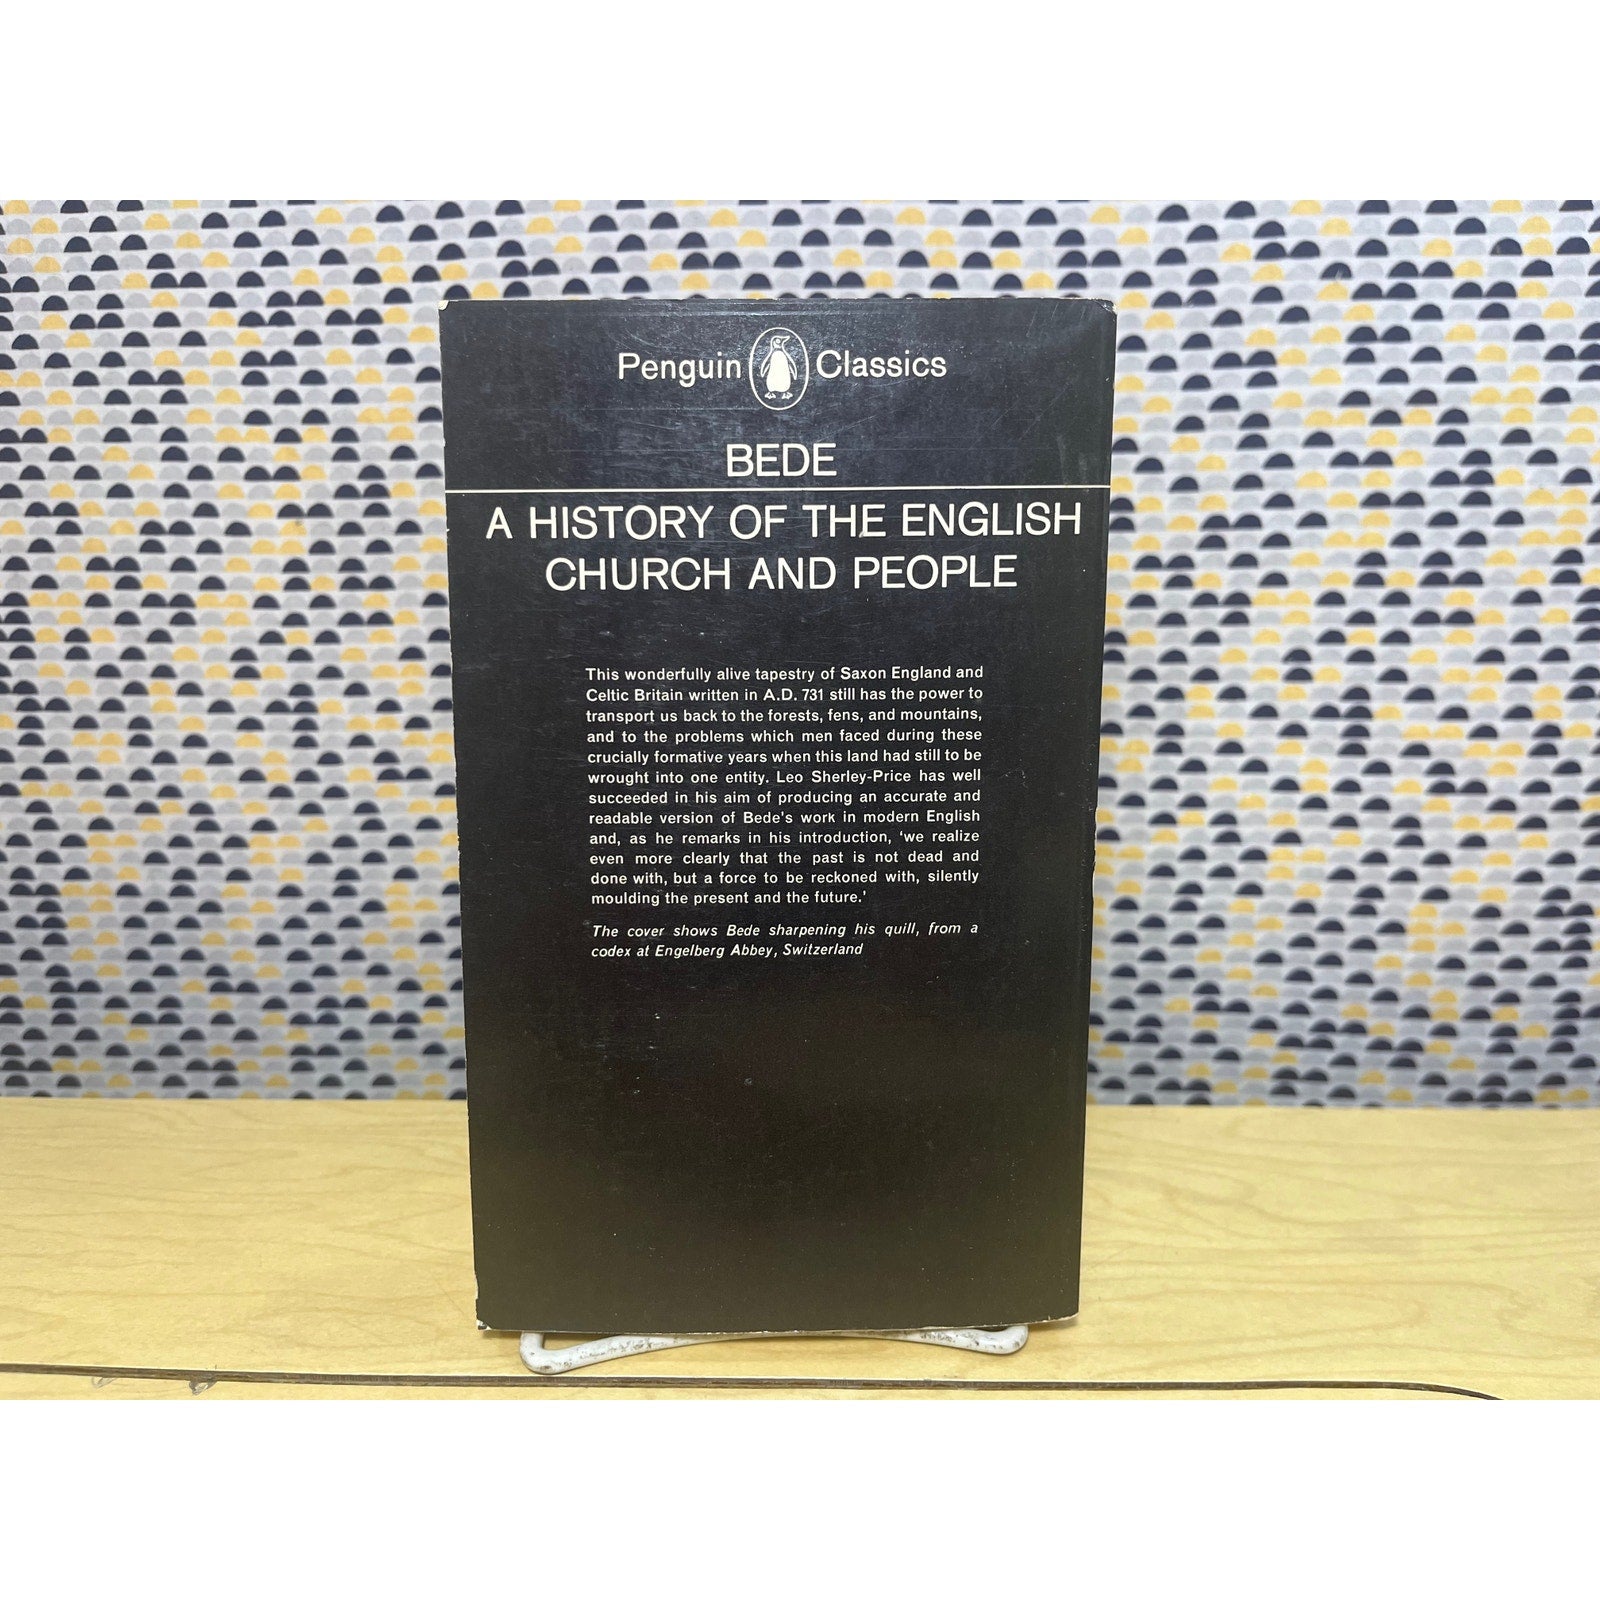 Penguin Classics
BEDE
A HISTORY OF THE ENGLISH
CHURCH AND PEOPLE
This wonderfully alive tapestry of Saxon England and
Celtic Britain written in A.D. 731 still has the power to
transport us back to the forests, fens, and mountains,
and to the problems which men faced during these
crucially formative years when this land had still to be
wrought into one entity. Leo Sherley-Price has well
succeeded in his aim of producing an accurate and
readable version of Bede's work in modern English
and, as he remarks in his introduction, 'we realize
even more clearly that the past is not dead and
done with, but a force to be reckoned with, silently
moulding the present and the future.'
The cover shows Bede sharpening his quill, from a
codex at Engelberg Abbey, Switzerland